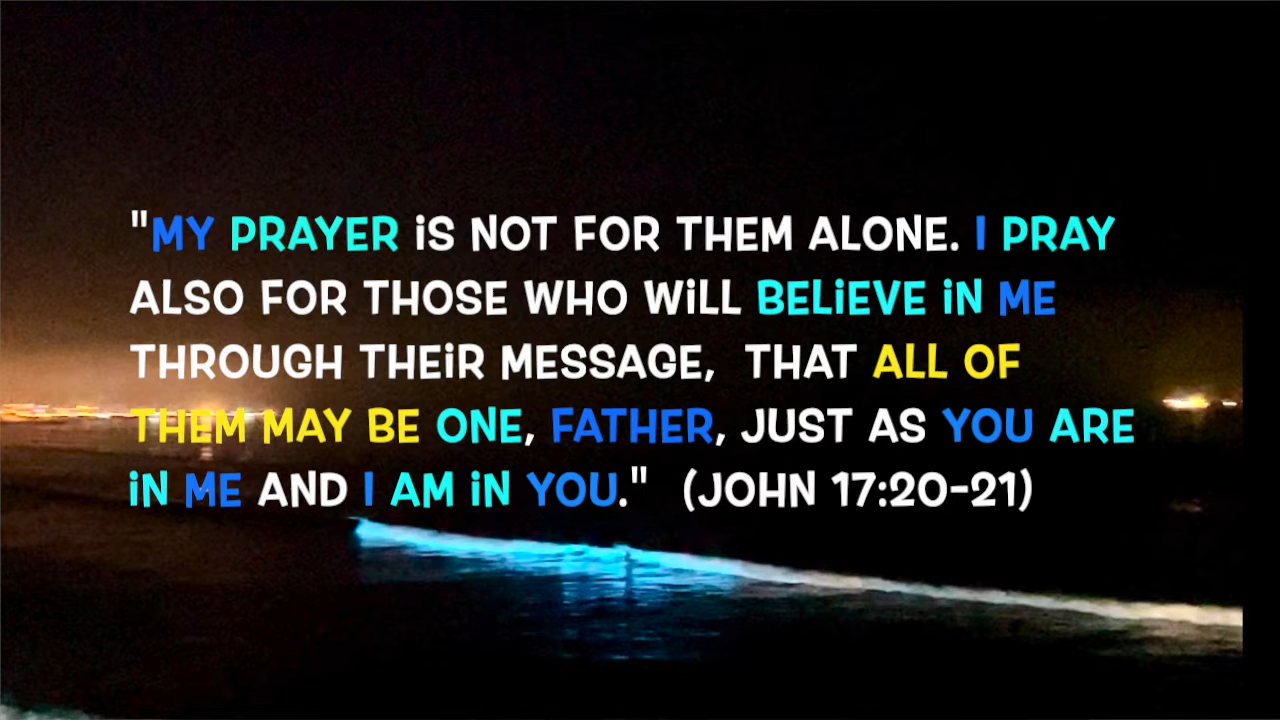 "MY PRAYER iS NOT FOR THEM ALONE. I PRAY
ALSO FOR THOSE WHO WiLL BELiEVE iN ME
THROUGH THEiR MESSAGE,  THAT ALL OF
THEM MAY BE ONE, FATHER, JUST AS YOU ARE
iN ME AND I AM iN YOU."  (JOHN 17:20-21)